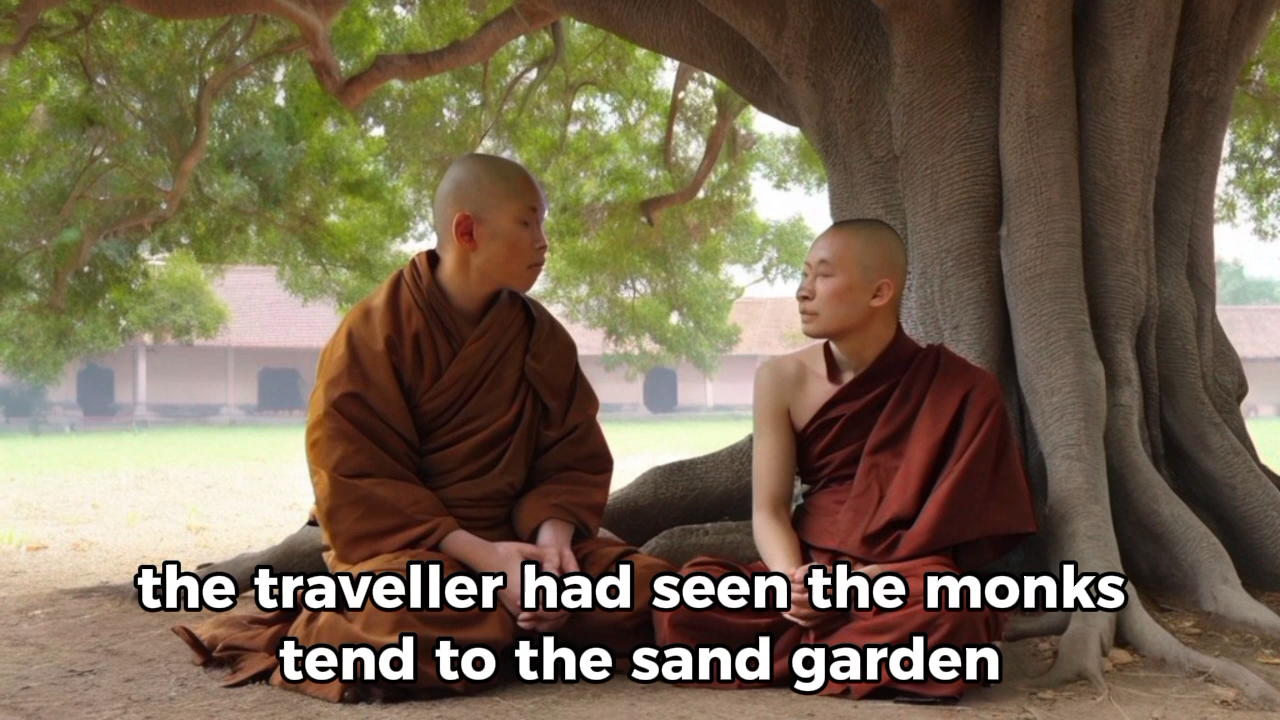 the traveller had seen the monks
tend to the sand garden